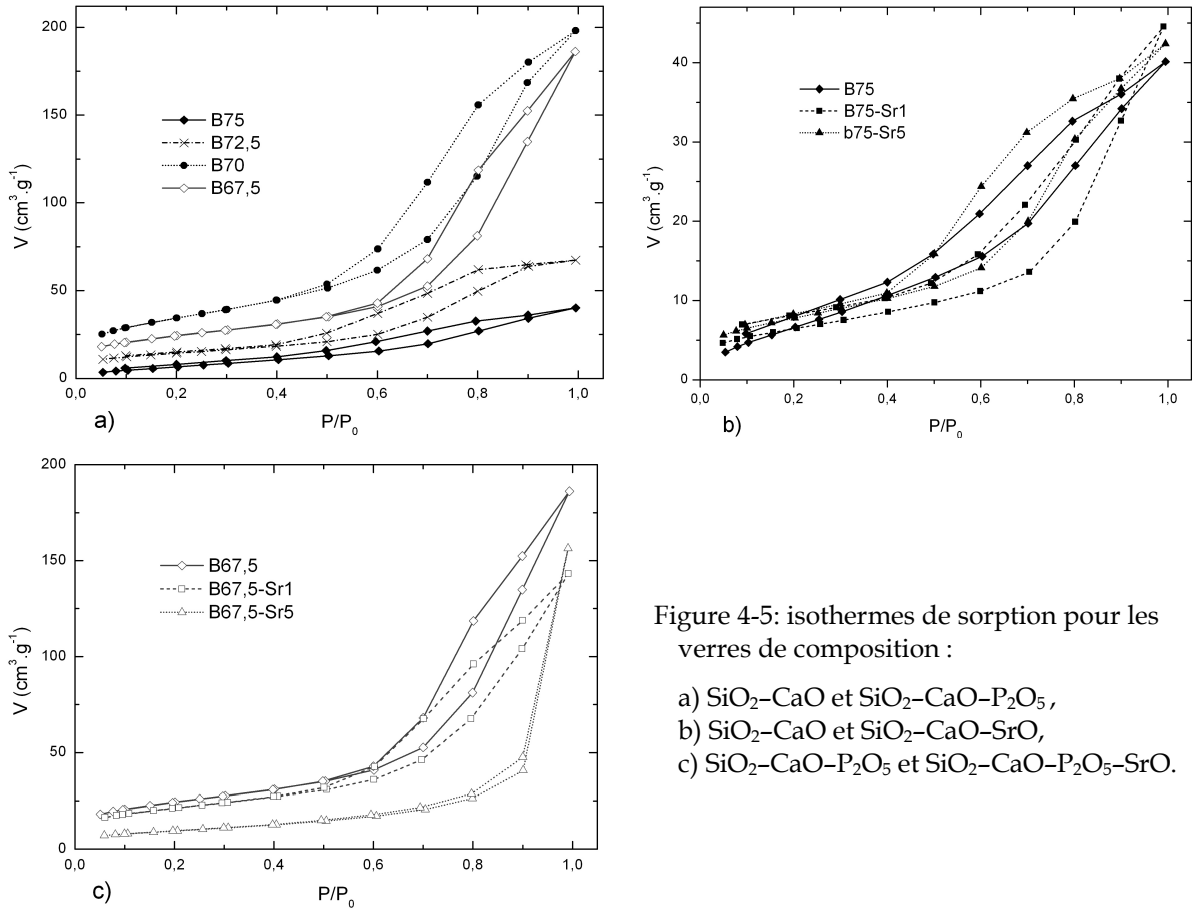 200
150
100
50
0
V (cm³.g⁻¹)
B75
B72,5
B70
B67,5
0,0 0,2 0,4 0,6 0,8 1,0
P/P₀
a)
40
30
20
10
0
V (cm³.g⁻¹)
B75
B75-Sr1
b75-Sr5
0,0 0,2 0,4 0,6 0,8 1,0
P/P₀
b)
200
150
100
50
0
V (cm³.g⁻¹)
B67,5
B67,5-Sr1
B67,5-Sr5
0,0 0,2 0,4 0,6 0,8 1,0
P/P₀
c)
Figure 4-5: isothermes de sorption pour les
verres de composition :
a) SiO₂–CaO et SiO₂–CaO–P₂O₅ ,
b) SiO₂–CaO et SiO₂–CaO–SrO,
c) SiO₂–CaO–P₂O₅ et SiO₂–CaO–P₂O₅–SrO.